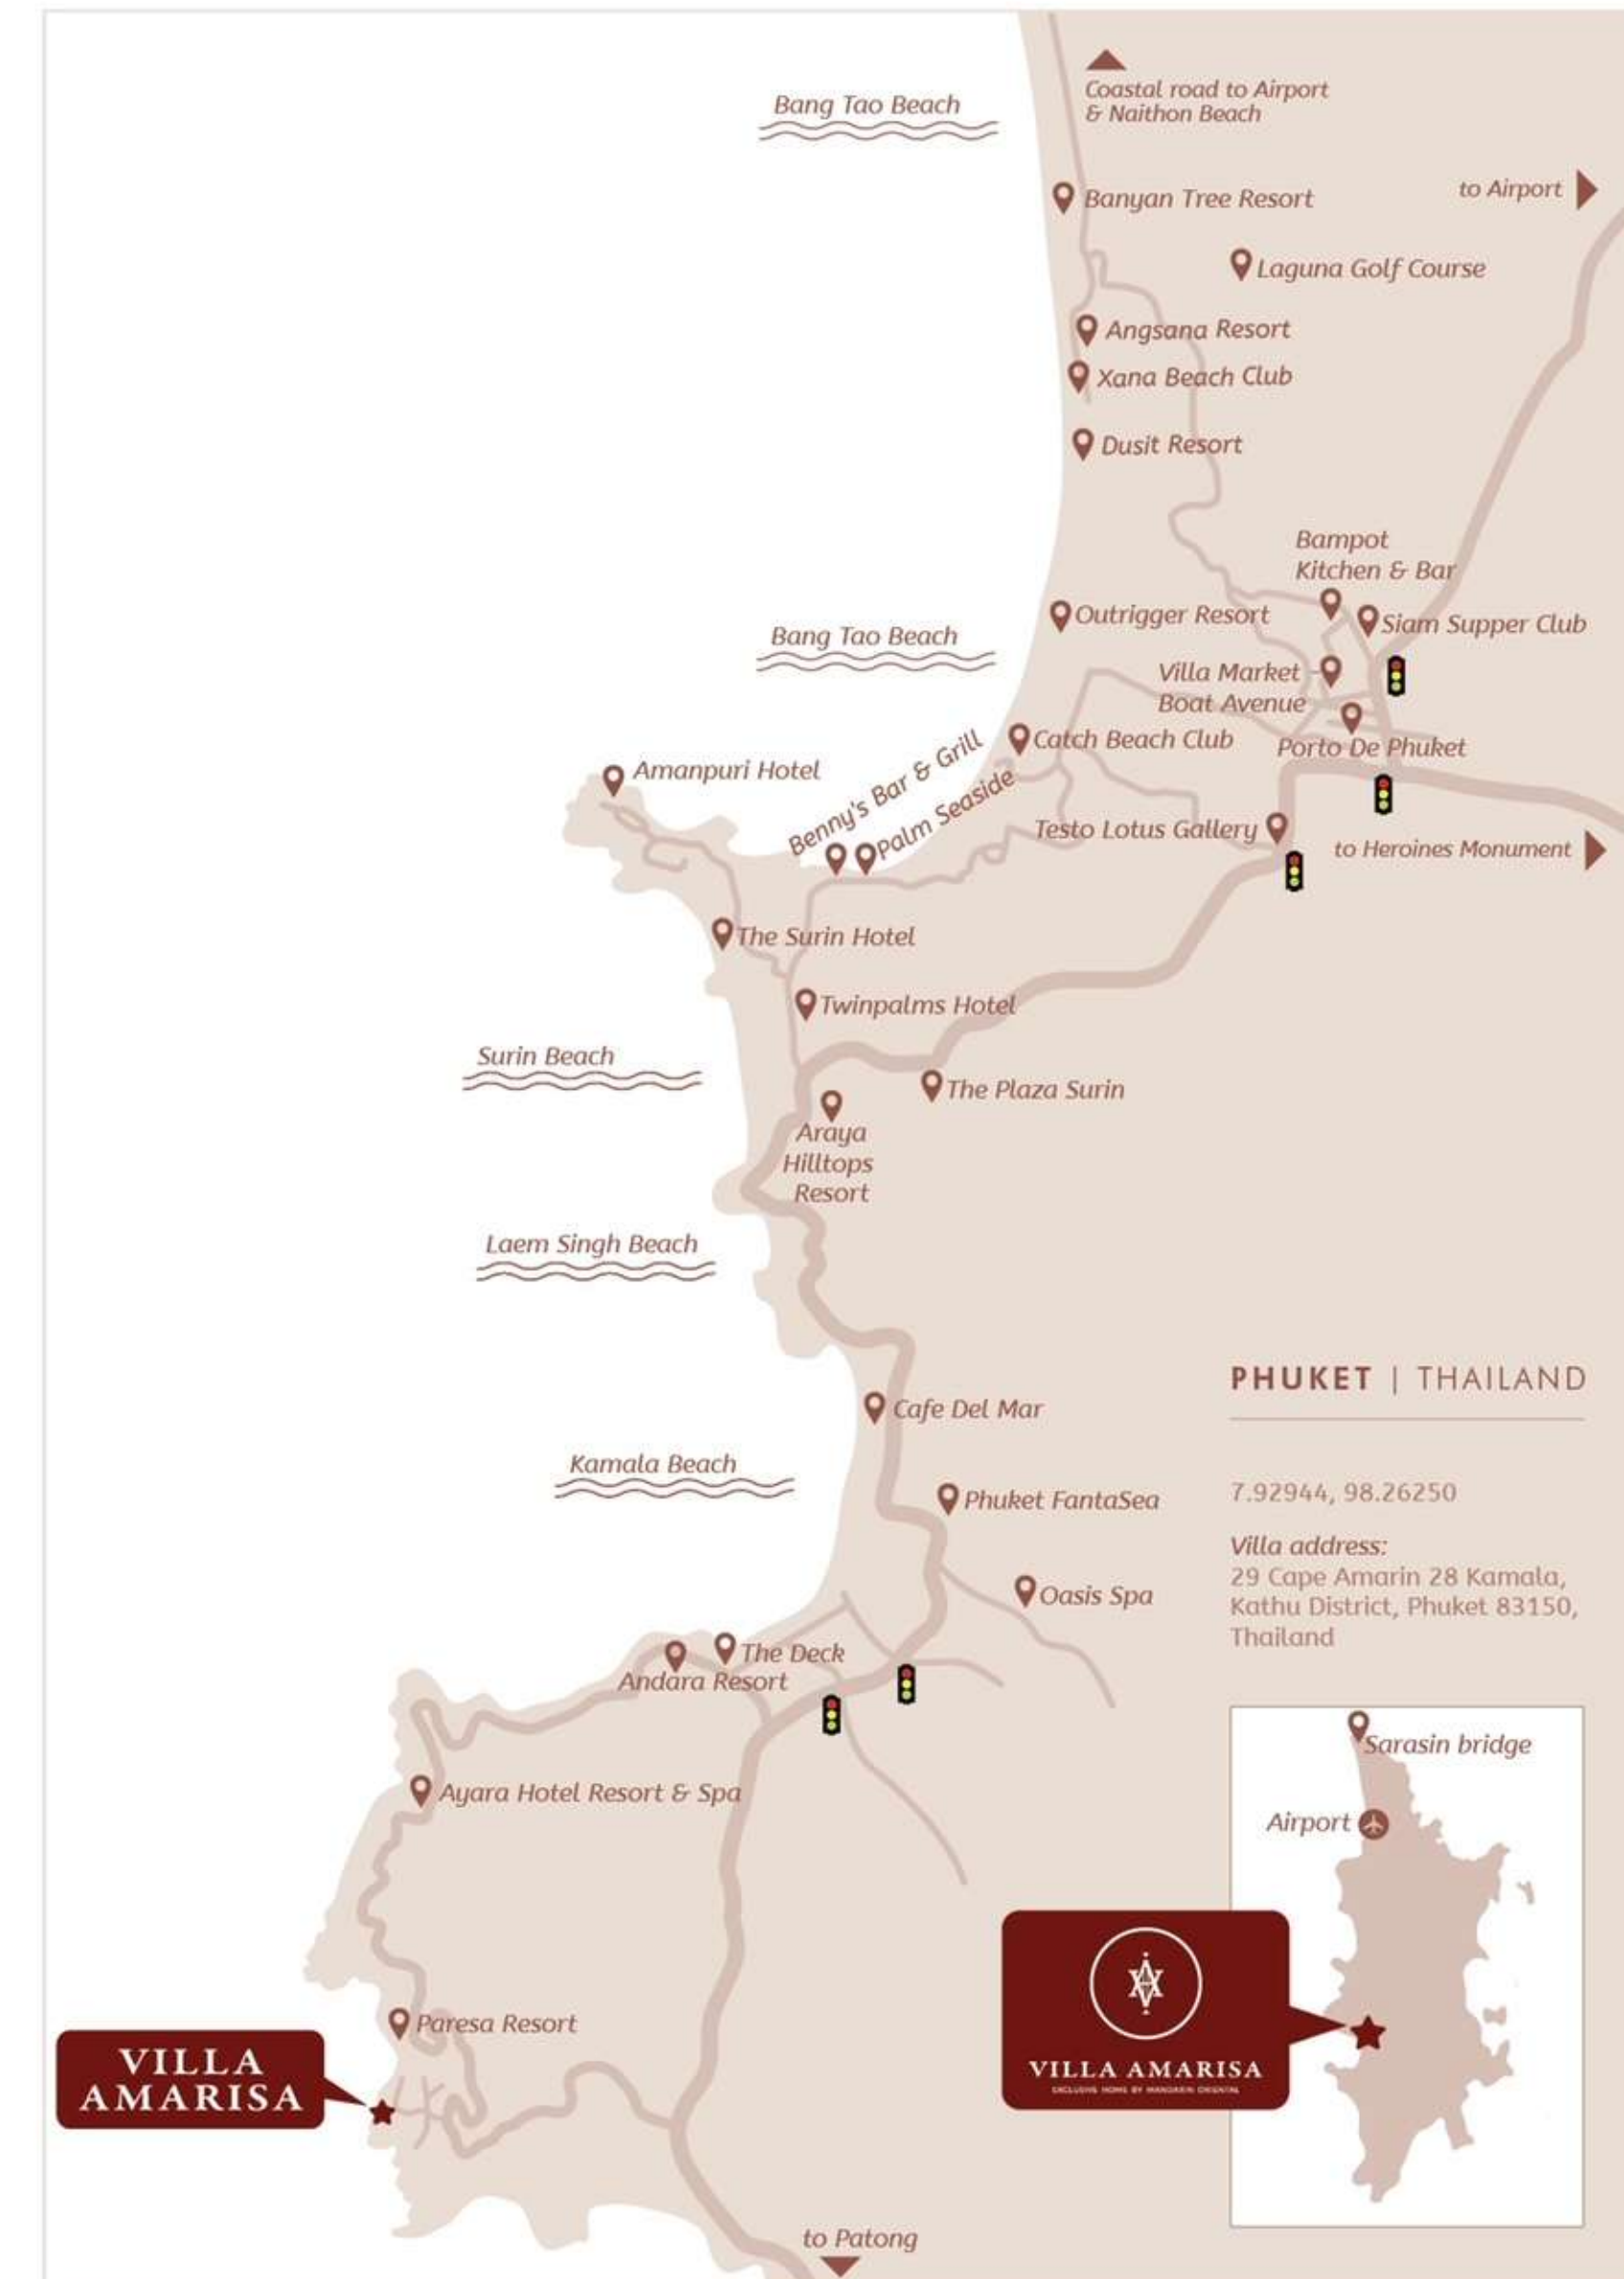 Coastal road to Airport
& Naithon Beach
Bang Tao Beach
to Airport
Banyan Tree Resort
Laguna Golf Course
Angsana Resort
Xana Beach Club
Dusit Resort
Bampot
Kitchen & Bar
Outrigger Resort
Siam Supper Club
Bang Tao Beach
Villa Market
Boat Avenue
Catch Beach Club
Porto De Phuket
Benny's Bar & Grill
Palm Seaside
Amanpuri Hotel
Testo Lotus Gallery
to Heroines Monument
The Surin Hotel
Twinpalms Hotel
Surin Beach
The Plaza Surin
Araya
Hilltops
Resort
Laem Singh Beach
PHUKET | THAILAND
Cafe Del Mar
Kamala Beach
Phuket FantaSea
7.92944, 98.26250
Villa address:
29 Cape Amarin 28 Kamala,
Kathu District, Phuket 83150,
Thailand
Oasis Spa
The Deck
Andara Resort
Sarasin bridge
Ayara Hotel Resort & Spa
Airport
Paresa Resort
VILLA
AMARISA
VILLA AMARISA
EXCLUSIVE HOME BY MANDARIN ORIENTAL
to Patong